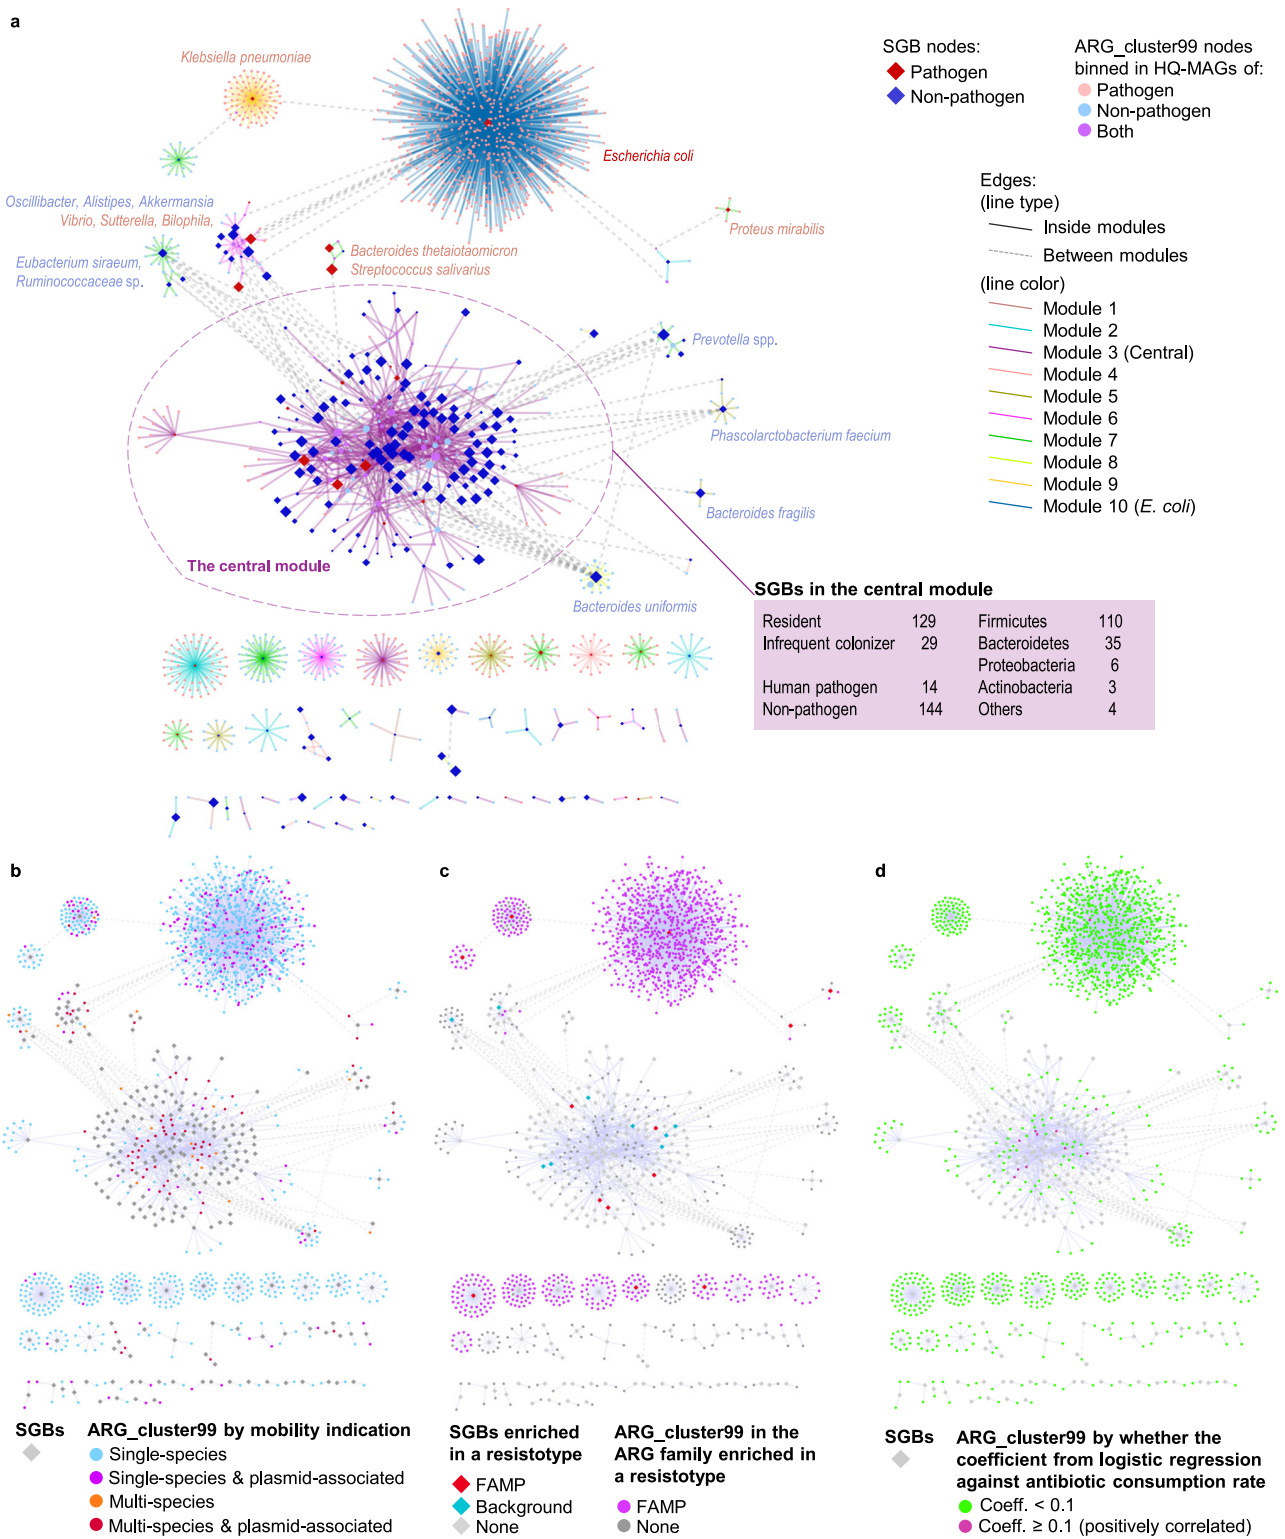 a
Klebsiella pneumoniae
Escherichia coli
Oscillibacter, Alistipes, Akkermansia
Vibrio, Sutterella, Bilophila,
Eubacterium siraeum,
Ruminococcaceae sp.
Bacteroides thetaiotaomicron
Streptococcus salivarius
Proteus mirabilis
Prevotella spp.
Phascolarctobacterium faecium
Bacteroides fragilis
Bacteroides uniformis
The central module
SGB nodes:
Pathogen
Non-pathogen
ARG_cluster99 nodes
binned in HQ-MAGs of:
Pathogen
Non-pathogen
Both
Edges:
(line type)
Inside modules
Between modules
(line color)
Module 1
Module 2
Module 3 (Central)
Module 4
Module 5
Module 6
Module 7
Module 8
Module 9
Module 10 (E. coli)
SGBs in the central module
Resident 129 Firmicutes 110
Infrequent colonizer 29 Bacteroidetes 35
Proteobacteria 6
Human pathogen 14 Actinobacteria 3
Non-pathogen 144 Others 4
b
SGBs
ARG_cluster99 by mobility indication
Single-species
Single-species & plasmid-associated
Multi-species
Multi-species & plasmid-associated
c
SGBs enriched
in a resistotype
FAMP
Background
None
ARG_cluster99 in the
ARG family enriched in
a resistotype
FAMP
None
d
SGBs
ARG_cluster99 by whether the
coefficient from logistic regression
against antibiotic consumption rate
Coeff. < 0.1
Coeff. ≥ 0.1 (positively correlated)